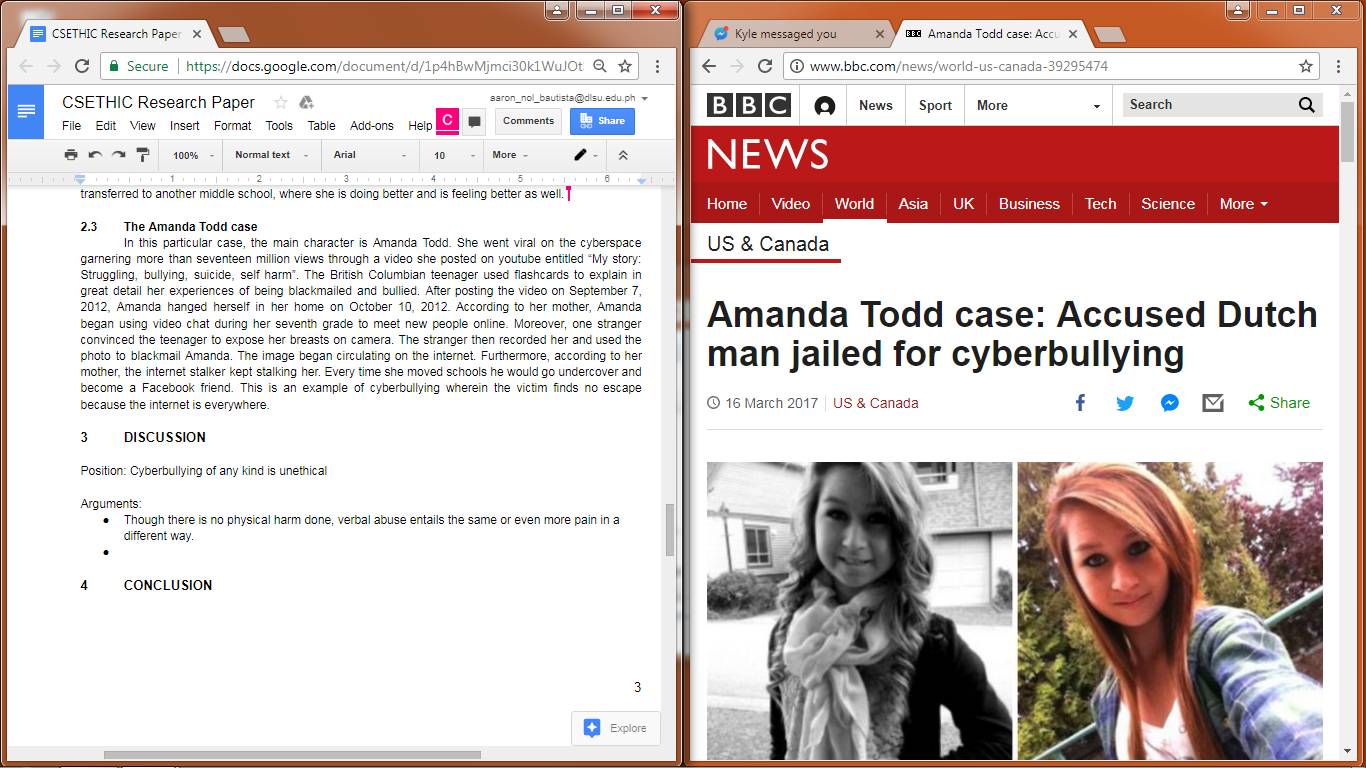 CSETHIC Research Paper
Secure
https://docs.google.com/document/d/1p4hBwMjmci30k1WuJOt
CSETHIC Research Paper
aaron_nol_bautista@dlsu.edu.ph
File Edit View Insert Format Tools Table Add-ons Help
C
Comments
Share
100% Normal text Arial 10 More
1 2 3 4 5 6
transferred to another middle school, where she is doing better and is feeling better as well.
2.3 The Amanda Todd case
In this particular case, the main character is Amanda Todd. She went viral on the cyberspace
garnering more than seventeen million views through a video she posted on youtube entitled “My story:
Struggling, bullying, suicide, self harm”. The British Columbian teenager used flashcards to explain in
great detail her experiences of being blackmailed and bullied. After posting the video on September 7,
2012, Amanda hanged herself in her home on October 10, 2012. According to her mother, Amanda
began using video chat during her seventh grade to meet new people online. Moreover, one stranger
convinced the teenager to expose her breasts on camera. The stranger then recorded her and used the
photo to blackmail Amanda. The image began circulating on the internet. Furthermore, according to her
mother, the internet stalker kept stalking her. Every time she moved schools he would go undercover and
become a Facebook friend. This is an example of cyberbullying wherein the victim finds no escape
because the internet is everywhere.
3 DISCUSSION
Position: Cyberbullying of any kind is unethical
Arguments:
● Though there is no physical harm done, verbal abuse entails the same or even more pain in a
different way.
●
4 CONCLUSION
3
Explore
Kyle messaged you
BBC Amanda Todd case: Accu
www.bbc.com/news/world-us-canada-39295474
BBC
News Sport More
Search
NEWS
Home Video World Asia UK Business Tech Science More
US & Canada
Amanda Todd case: Accused Dutch
man jailed for cyberbullying
16 March 2017 US & Canada
Share